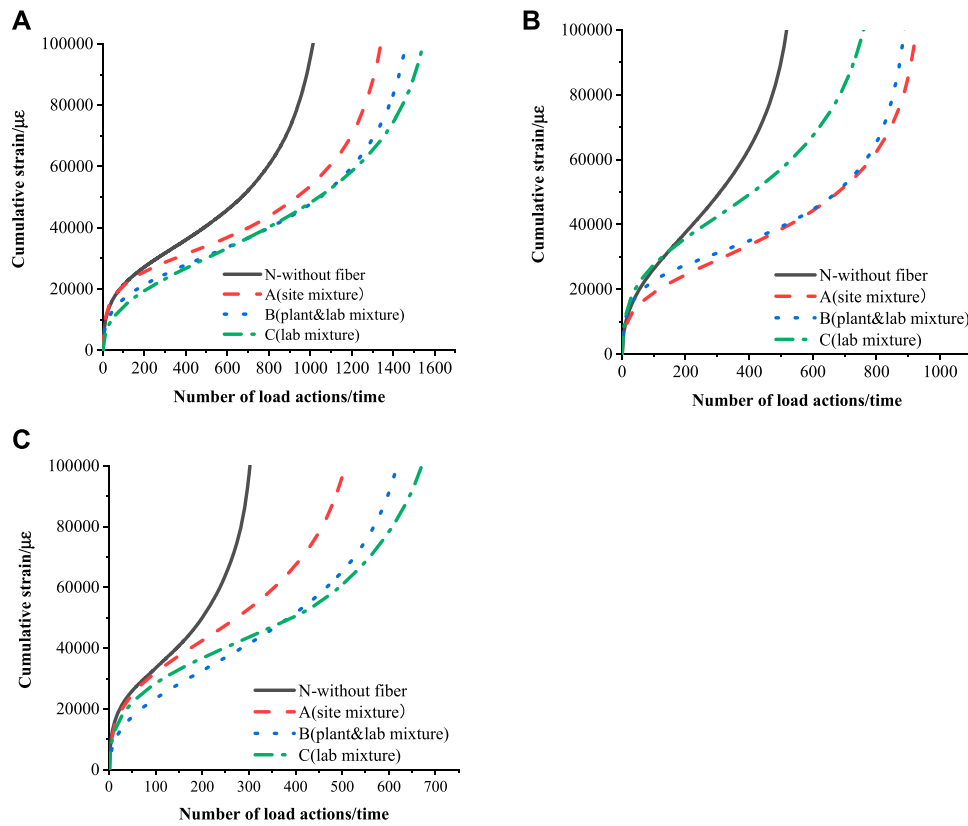 A
100000
80000
60000
40000
20000
0
Cumulative strain/με
N-without fiber
A(site mixture）
B(plant&lab mixture)
C(lab mixture)
0 200 400 600 800 1000 1200 1400 1600
Number of load actions/time
B
100000
80000
60000
40000
20000
0
Cumulative strain/με
N-without fiber
A(site mixture）
B(plant&lab mixture)
C(lab mixture)
0 200 400 600 800 1000
Number of load actions/time
C
100000
80000
60000
40000
20000
0
Cumulative strain/με
N-without fiber
A(site mixture）
B(plant&lab mixture)
C(lab mixture)
0 100 200 300 400 500 600 700
Number of load actions/time